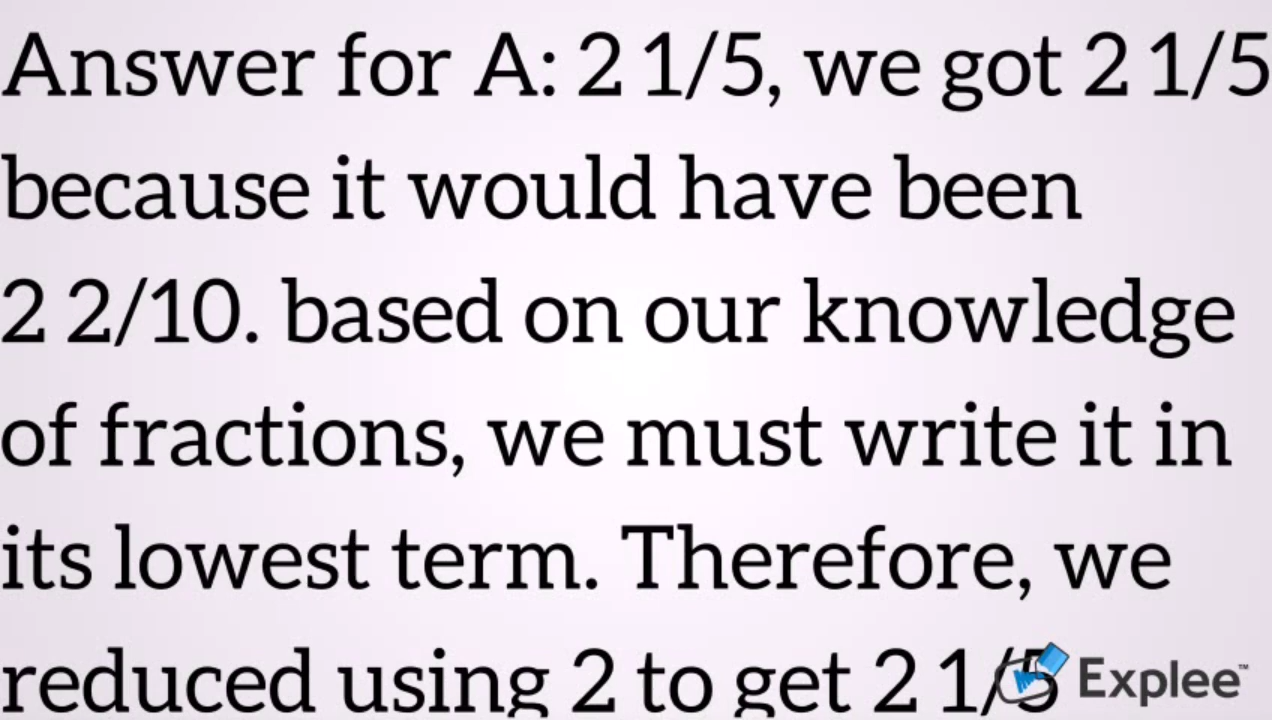 Answer for A: 2 1/5, we got 2 1/5
because it would have been
2 2/10. based on our knowledge
of fractions, we must write it in
its lowest term. Therefore, we
reduced using 2 to get 2 1/5
Explee™